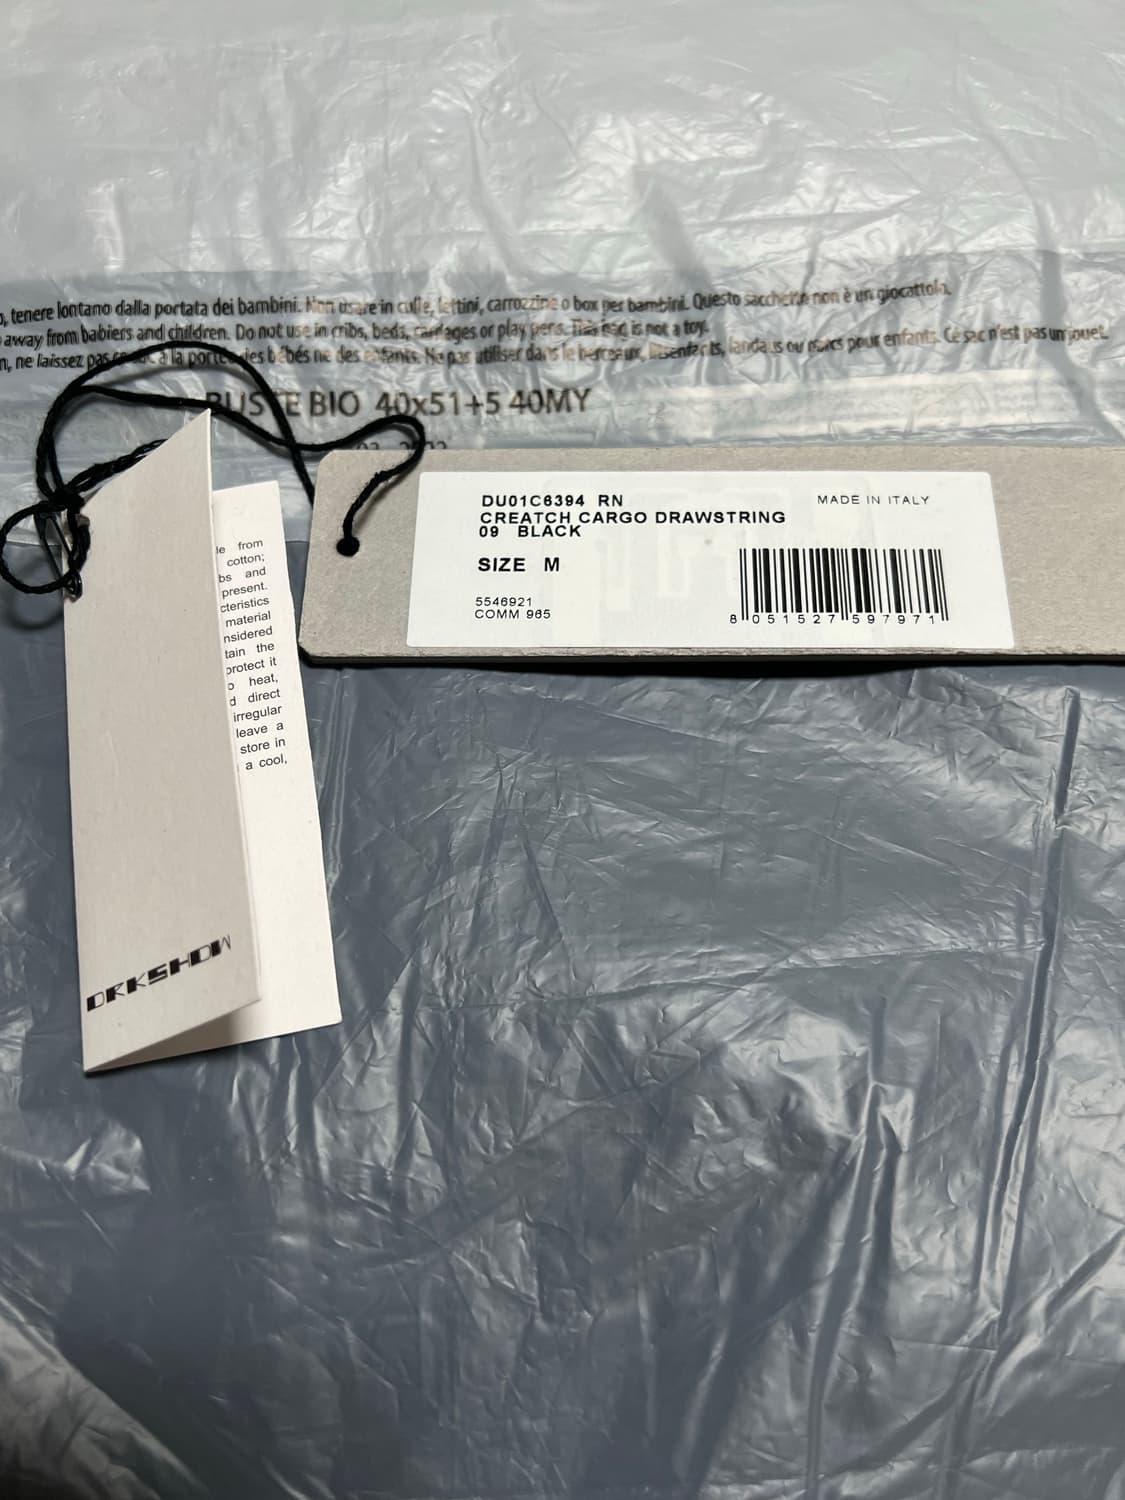 , tenere lontano dalla portata dei bambini. Non usare in culle, lettini, carrozzine o box per bambini. Questo sacchetto non è un giocattolo.
away from babiers and children. Do not use in cribs, beds, carriages or play pens. This bag is not a toy.
n, ne laissez pas ce sac à la portée des bébés ne des enfants. Ne pas utiliser dans le berceaux, landaus ou parcs pour enfants. Ce sac n'est pas un jouet.
BUSTE BIO 40x51+5 40MY
DU01C6394 RN
MADE IN ITALY
CREATCH CARGO DRAWSTRING
09 BLACK
SIZE M
5546921
COMM 965
8 051527 597971
le from
cotton;
bs and
present.
cteristics
material
nsidered
tain the
protect it
o heat,
d direct
irregular
leave a
store in
a cool,
DRKSHDW